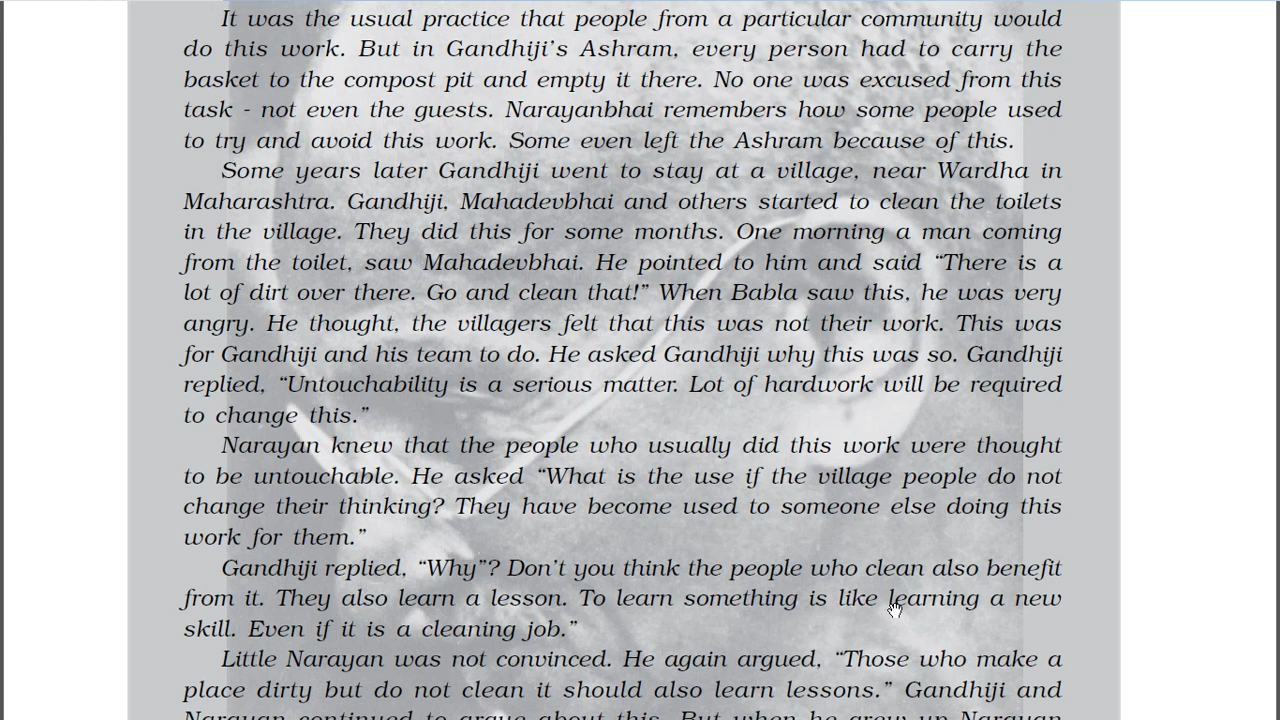 It was the usual practice that people from a particular community would
do this work. But in Gandhiji's Ashram, every person had to carry the
basket to the compost pit and empty it there. No one was excused from this
task - not even the guests. Narayanbhai remembers how some people used
to try and avoid this work. Some even left the Ashram because of this.
Some years later Gandhiji went to stay at a village, near Wardha in
Maharashtra. Gandhiji, Mahadevbhai and others started to clean the toilets
in the village. They did this for some months. One morning a man coming
from the toilet, saw Mahadevbhai. He pointed to him and said “There is a
lot of dirt over there. Go and clean that!” When Babla saw this, he was very
angry. He thought, the villagers felt that this was not their work. This was
for Gandhiji and his team to do. He asked Gandhiji why this was so. Gandhiji
replied, “Untouchability is a serious matter. Lot of hardwork will be required
to change this.”
Narayan knew that the people who usually did this work were thought
to be untouchable. He asked “What is the use if the village people do not
change their thinking? They have become used to someone else doing this
work for them.”
Gandhiji replied, “Why”? Don't you think the people who clean also benefit
from it. They also learn a lesson. To learn something is like learning a new
skill. Even if it is a cleaning job.”
Little Narayan was not convinced. He again argued, “Those who make a
place dirty but do not clean it should also learn lessons.” Gandhiji and
Narayan continued to argue about this. But when he grew up Narayan